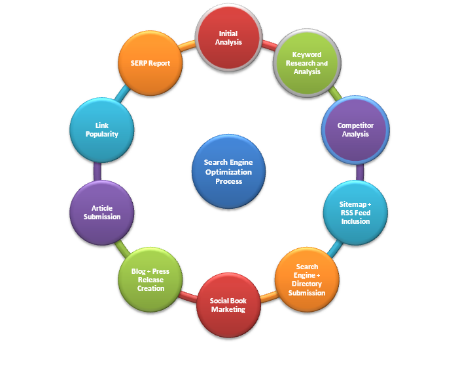 Initial
Analysis
Keyword
Research and
Analysis
Competitor
Analysis
Sitemap +
RSS Feed
Inclusion
Search
Engine +
Directory
Submission
Social Book
Marketing
Blog + Press
Release
Creation
Article
Submission
Link
Popularity
SERP Report
Search Engine
Optimization
Process